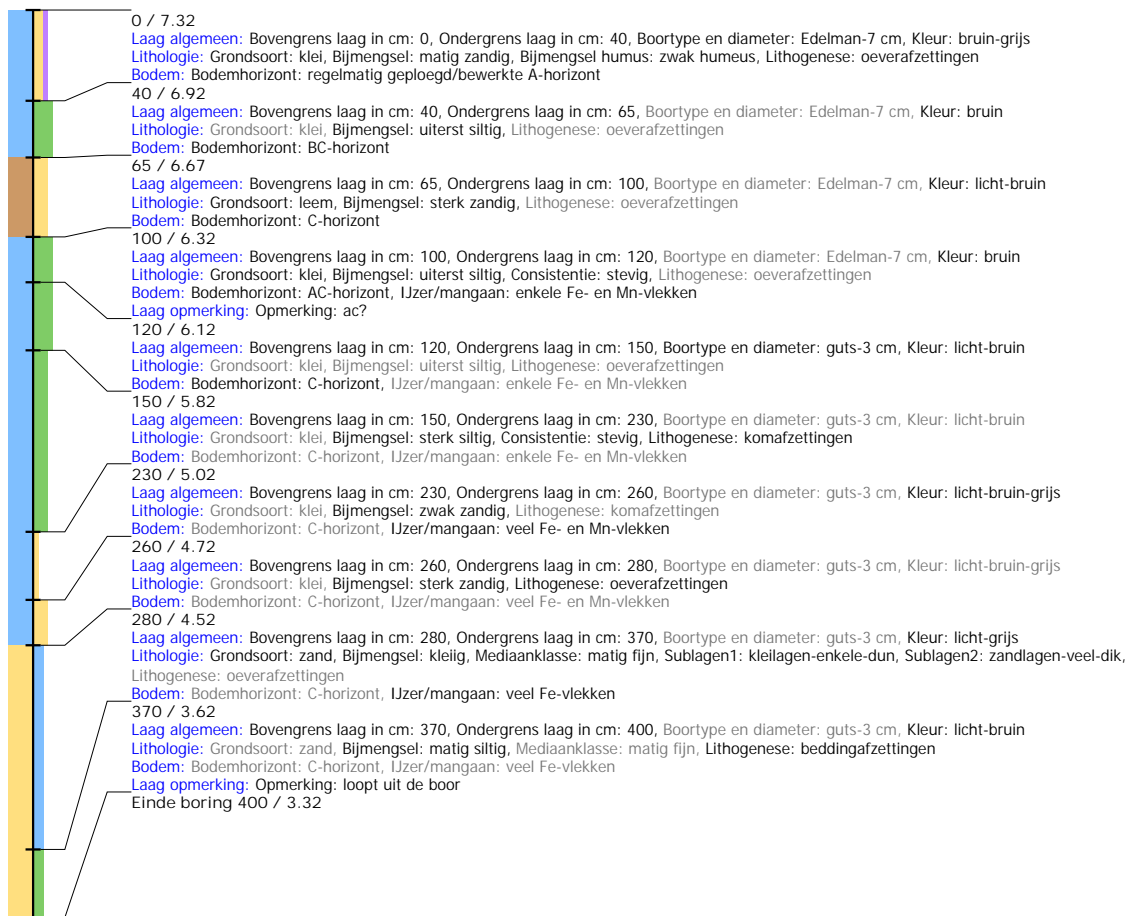 0 / 7.32
Laag algemeen: Bovengrens laag in cm: 0, Ondergrens laag in cm: 40, Boortype en diameter: Edelman-7 cm, Kleur: bruin-grijs
Lithologie: Grondsoort: klei, Bijmengsel: matig zandig, Bijmengsel humus: zwak humeus, Lithogenese: oeverafzettingen
Bodem: Bodemhorizont: regelmatig geploegd/bewerkte A-horizont
40 / 6.92
Laag algemeen: Bovengrens laag in cm: 40, Ondergrens laag in cm: 65, Boortype en diameter: Edelman-7 cm, Kleur: bruin
Lithologie: Grondsoort: klei, Bijmengsel: uiterst siltig, Lithogenese: oeverafzettingen
Bodem: Bodemhorizont: BC-horizont
65 / 6.67
Laag algemeen: Bovengrens laag in cm: 65, Ondergrens laag in cm: 100, Boortype en diameter: Edelman-7 cm, Kleur: licht-bruin
Lithologie: Grondsoort: leem, Bijmengsel: sterk zandig, Lithogenese: oeverafzettingen
Bodem: Bodemhorizont: C-horizont
100 / 6.32
Laag algemeen: Bovengrens laag in cm: 100, Ondergrens laag in cm: 120, Boortype en diameter: Edelman-7 cm, Kleur: bruin
Lithologie: Grondsoort: klei, Bijmengsel: uiterst siltig, Consistentie: stevig, Lithogenese: oeverafzettingen
Bodem: Bodemhorizont: AC-horizont, IJzer/mangaan: enkele Fe- en Mn-vlekken
Laag opmerking: Opmerking: ac?
120 / 6.12
Laag algemeen: Bovengrens laag in cm: 120, Ondergrens laag in cm: 150, Boortype en diameter: guts-3 cm, Kleur: licht-bruin
Lithologie: Grondsoort: klei, Bijmengsel: uiterst siltig, Lithogenese: oeverafzettingen
Bodem: Bodemhorizont: C-horizont, IJzer/mangaan: enkele Fe- en Mn-vlekken
150 / 5.82
Laag algemeen: Bovengrens laag in cm: 150, Ondergrens laag in cm: 230, Boortype en diameter: guts-3 cm, Kleur: licht-bruin
Lithologie: Grondsoort: klei, Bijmengsel: sterk siltig, Consistentie: stevig, Lithogenese: komafzettingen
Bodem: Bodemhorizont: C-horizont, IJzer/mangaan: enkele Fe- en Mn-vlekken
230 / 5.02
Laag algemeen: Bovengrens laag in cm: 230, Ondergrens laag in cm: 260, Boortype en diameter: guts-3 cm, Kleur: licht-bruin-grijs
Lithologie: Grondsoort: klei, Bijmengsel: zwak zandig, Lithogenese: komafzettingen
Bodem: Bodemhorizont: C-horizont, IJzer/mangaan: veel Fe- en Mn-vlekken
260 / 4.72
Laag algemeen: Bovengrens laag in cm: 260, Ondergrens laag in cm: 280, Boortype en diameter: guts-3 cm, Kleur: licht-bruin-grijs
Lithologie: Grondsoort: klei, Bijmengsel: sterk zandig, Lithogenese: oeverafzettingen
Bodem: Bodemhorizont: C-horizont, IJzer/mangaan: veel Fe- en Mn-vlekken
280 / 4.52
Laag algemeen: Bovengrens laag in cm: 280, Ondergrens laag in cm: 370, Boortype en diameter: guts-3 cm, Kleur: licht-grijs
Lithologie: Grondsoort: zand, Bijmengsel: kleiig, Mediaanklasse: matig fijn, Sublagen1: kleilagen-enkele-dun, Sublagen2: zandlagen-veel-dik,
Lithogenese: oeverafzettingen
Bodem: Bodemhorizont: C-horizont, IJzer/mangaan: veel Fe-vlekken
370 / 3.62
Laag algemeen: Bovengrens laag in cm: 370, Ondergrens laag in cm: 400, Boortype en diameter: guts-3 cm, Kleur: licht-bruin
Lithologie: Grondsoort: zand, Bijmengsel: matig siltig, Mediaanklasse: matig fijn, Lithogenese: beddingafzettingen
Bodem: Bodemhorizont: C-horizont, IJzer/mangaan: veel Fe-vlekken
Laag opmerking: Opmerking: loopt uit de boor
Einde boring 400 / 3.32